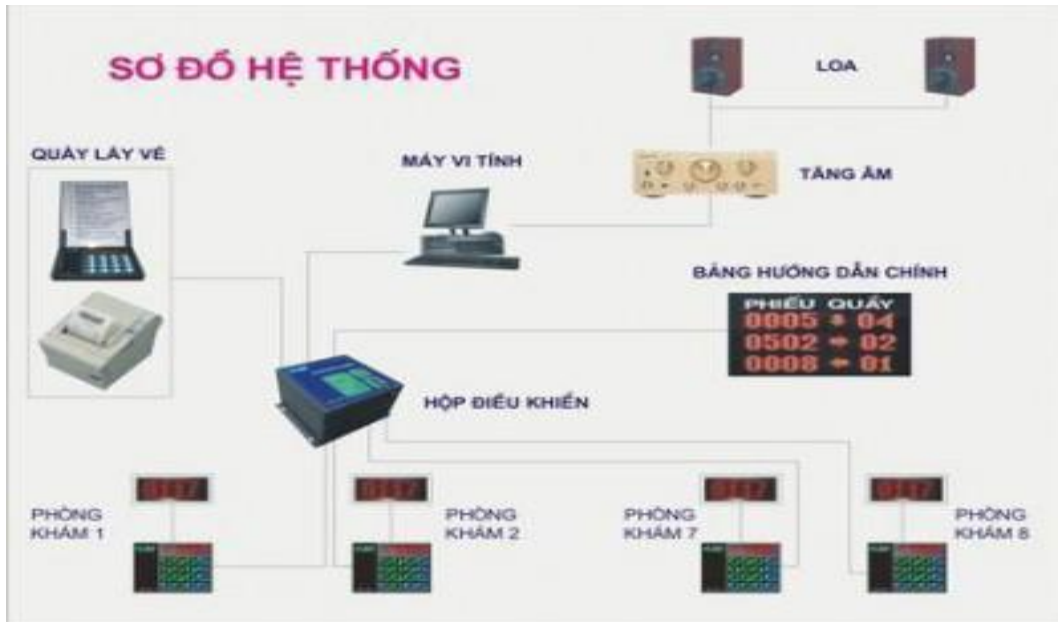 SƠ ĐỒ HỆ THỐNG
LOA
QUẦY LẤY VÉ
MÁY VI TÍNH
TĂNG ÂM
BẢNG HƯỚNG DẪN CHÍNH
PHIẾU QUẦY
0005 04
0502 → 02
0008 ← 01
HỘP ĐIỀU KHIỂN
PHÒNG
KHÁM 1
PHÒNG
KHÁM 2
PHÒNG
KHÁM 7
PHÒNG
KHÁM 8